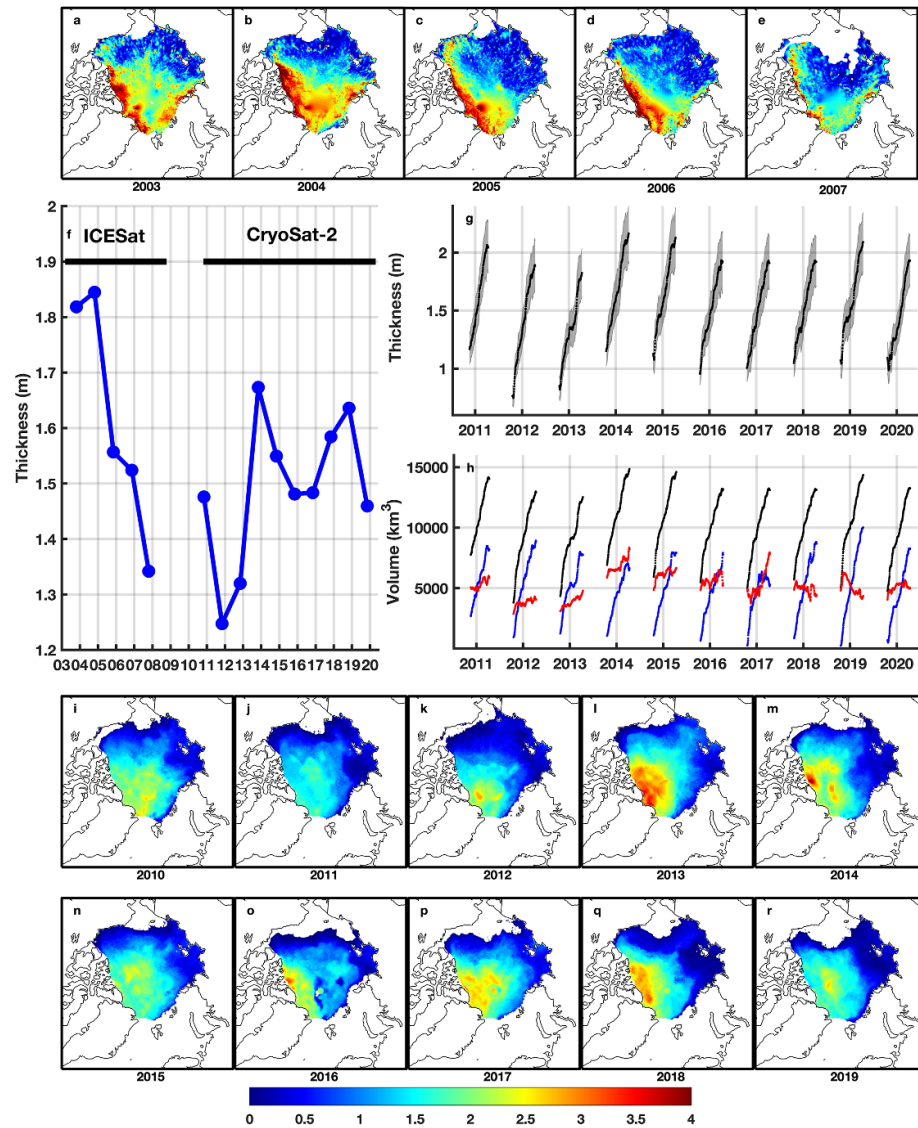 a b c d e
2003 2004 2005 2006 2007
f ICESat CryoSat-2
Thickness (m)
2
1.9
1.8
1.7
1.6
1.5
1.4
1.3
1.2
03 04 05 06 07 08 09 10 11 12 13 14 15 16 17 18 19 20
g
Thickness (m)
2
1.5
1
2011 2012 2013 2014 2015 2016 2017 2018 2019 2020
h
Volume (km³)
15000
10000
5000
2011 2012 2013 2014 2015 2016 2017 2018 2019 2020
i j k l m
2010 2011 2012 2013 2014
n o p q r
2015 2016 2017 2018 2019
0 0.5 1 1.5 2 2.5 3 3.5 4